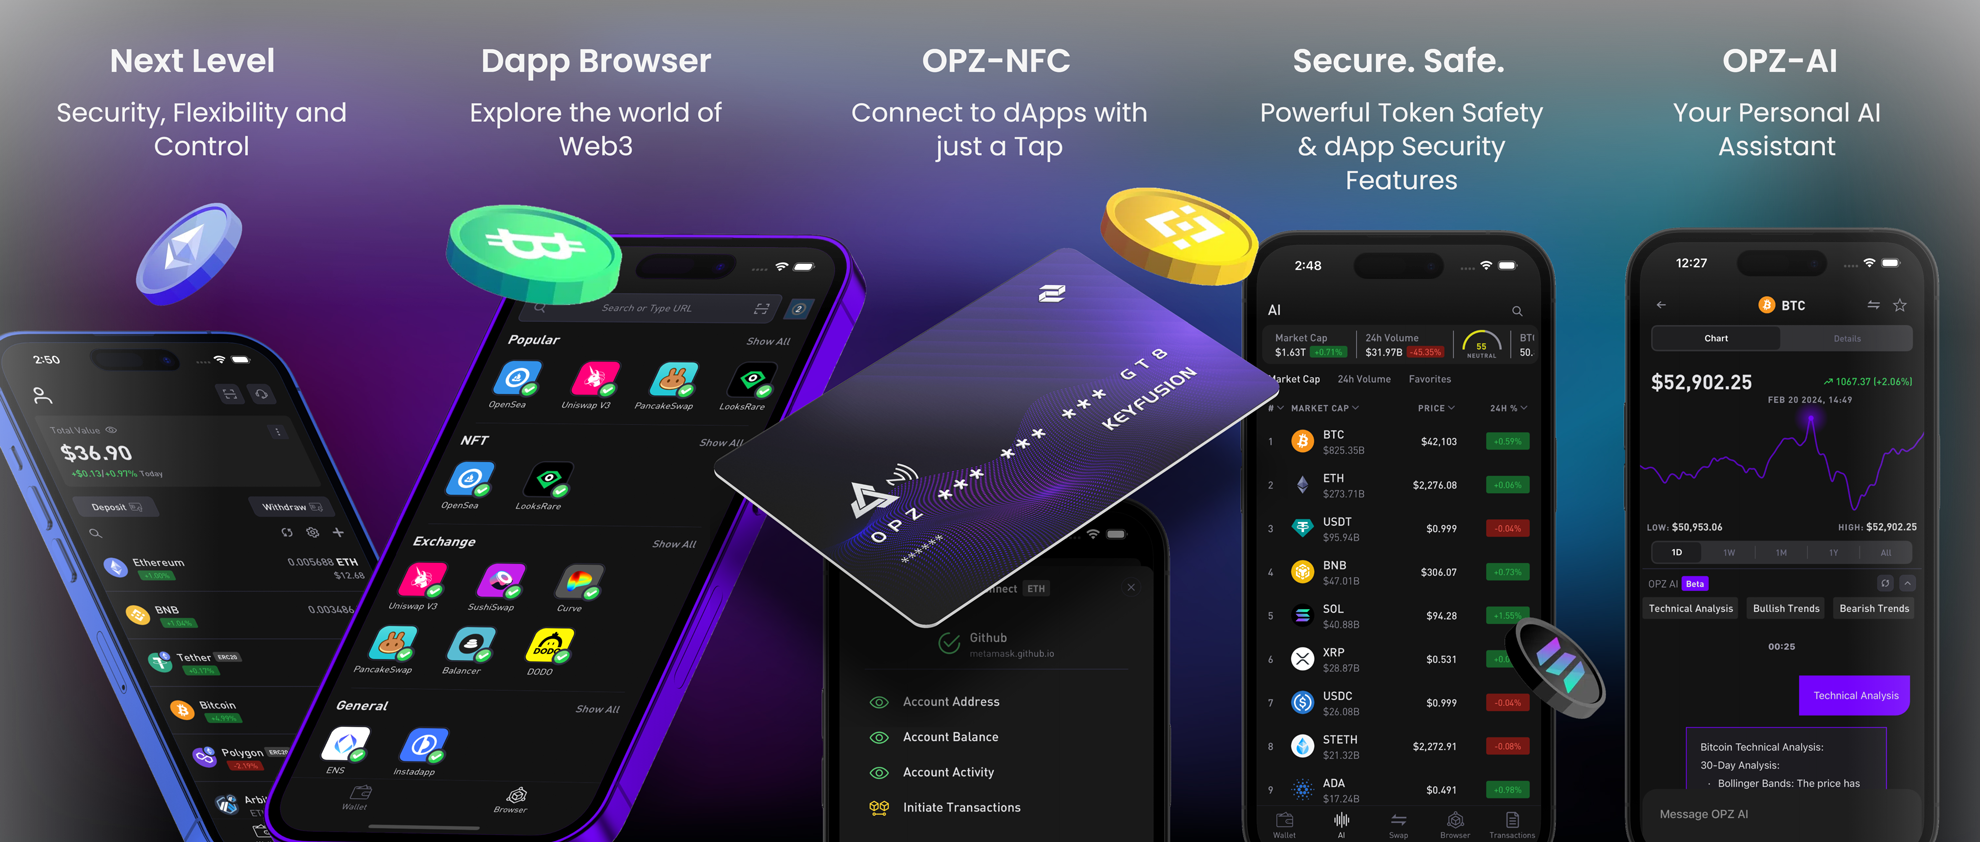 Next Level
Security, Flexibility and
Control
Dapp Browser
Explore the world of
Web3
OPZ-NFC
Connect to dApps with
just a Tap
Secure. Safe.
Powerful Token Safety
& dApp Security
Features
OPZ-AI
Your Personal AI
Assistant
2:50
Total Value
$36.90
+$0.13/+0.97% Today
Deposit
Withdraw
Ethereum
+1.00%
0.005688 ETH
$12.68
BNB
+1.04%
0.003486
Tether ERC20
+0.17%
Bitcoin
+4.99%
Polygon ERC20
-2.19%
Arbi
Search or Type URL
2
Popular
Show All
OpenSea
Uniswap V3
PancakeSwap
LooksRare
NFT
Show All
OpenSea
LooksRare
Exchange
Show All
Uniswap V3
SushiSwap
Curve
PancakeSwap
Balancer
DODO
DODO
General
Show All
ENS
Instadapp
Wallet
Browser
*** **** *** *** GT8
KEYFUSION
OPZ
******
nnect ETH
Github
metamask.github.io
Account Address
Account Balance
Account Activity
Initiate Transactions
2:48
AI
Market Cap
$1.63T +0.71%
24h Volume
$31.97B -45.35%
55
NEUTRAL
BT
50.
Market Cap
24h Volume
Favorites
# MARKET CAP PRICE 24H %
1 BTC $42,103 +0.59%
$825.35B
2 ETH $2,276.08 +0.06%
$273.71B
3 USDT $0.999 -0.04%
$95.94B
4 BNB $306.07 +0.73%
$47.01B
5 SOL $94.28 +1.55%
$40.88B
6 XRP $0.531 +0.
$28.87B
7 USDC $0.999 -0.04%
$26.08B
8 STETH $2,272.91 -0.08%
$21.32B
9 ADA $0.491 +0.98%
$17.24B
Wallet
AI
Swap
Browser
Transactions
12:27
BTC
Chart
Details
$52,902.25
1067.37 (+2.06%)
FEB 20 2024, 14:49
LOW: $50,953.06
HIGH: $52,902.25
1D 1W 1M 1Y All
OPZ AI Beta
Technical Analysis
Bullish Trends
Bearish Trends
00:25
Technical Analysis
Bitcoin Technical Analysis:
30-Day Analysis:
- Bollinger Bands: The price has
Message OPZ AI